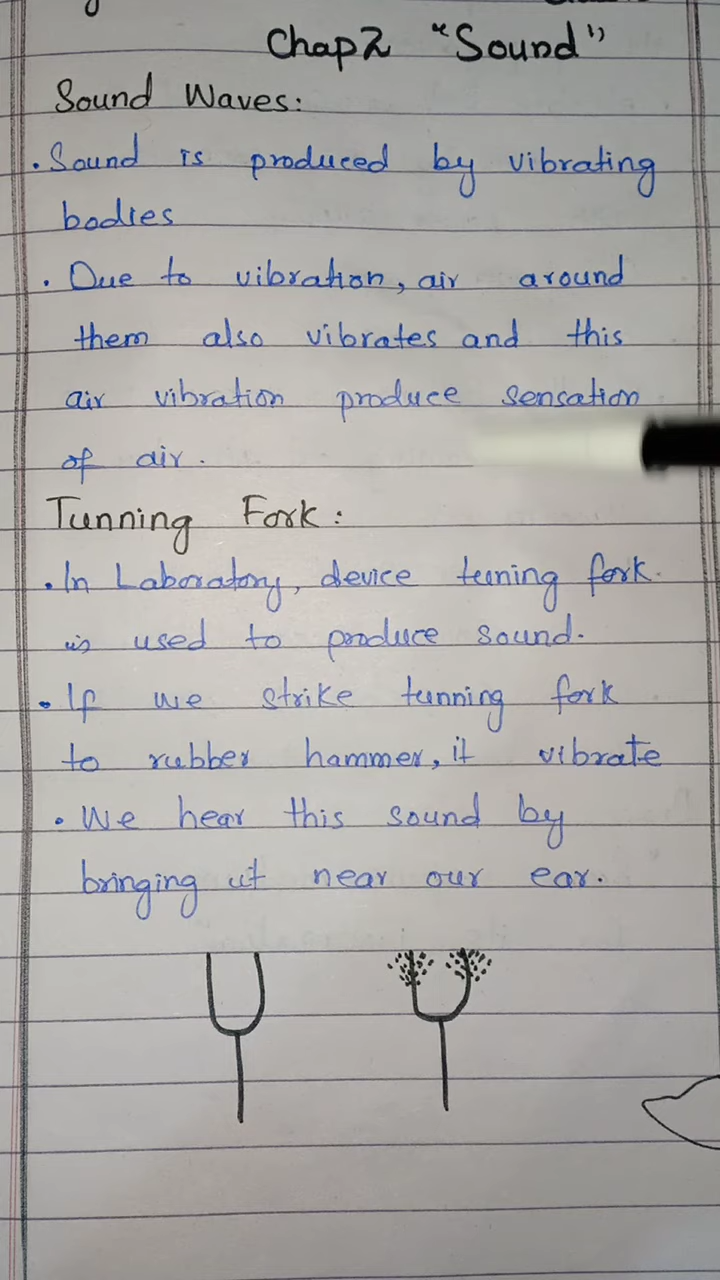 Chap 2 "Sound"
Sound Waves:
. Sound is produced by vibrating
bodies
. Due to vibration, air around
them also vibrates and this
air vibration produce sensation
of air.
Tunning Fork:
. In Laboratory, device tuning fork.
is used to produce sound.
. If we strike tunning fork
to rubber hammer, it vibrate
. We hear this sound by
bringing it near our ear.